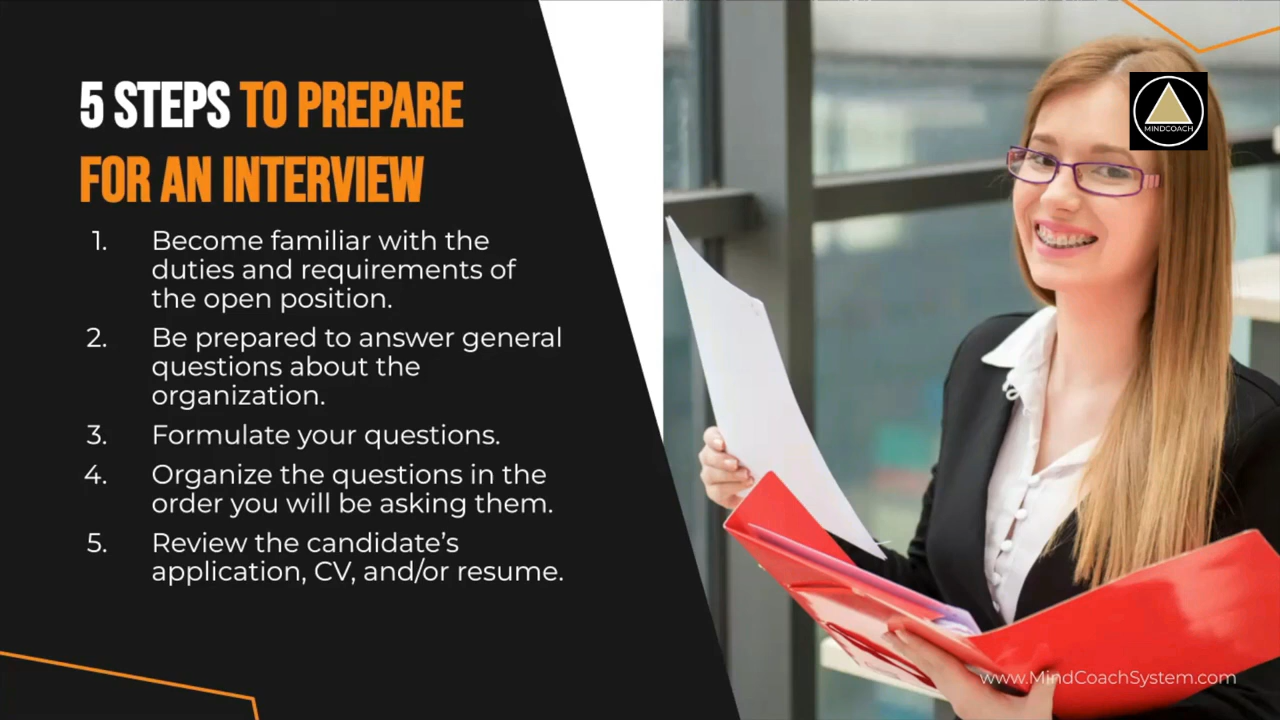 5 STEPS TO PREPARE
FOR AN INTERVIEW
1. Become familiar with the
duties and requirements of
the open position.
2. Be prepared to answer general
questions about the
organization.
3. Formulate your questions.
4. Organize the questions in the
order you will be asking them.
5. Review the candidate’s
application, CV, and/or resume.
MINDCOACH
www.MindCoachSystem.com